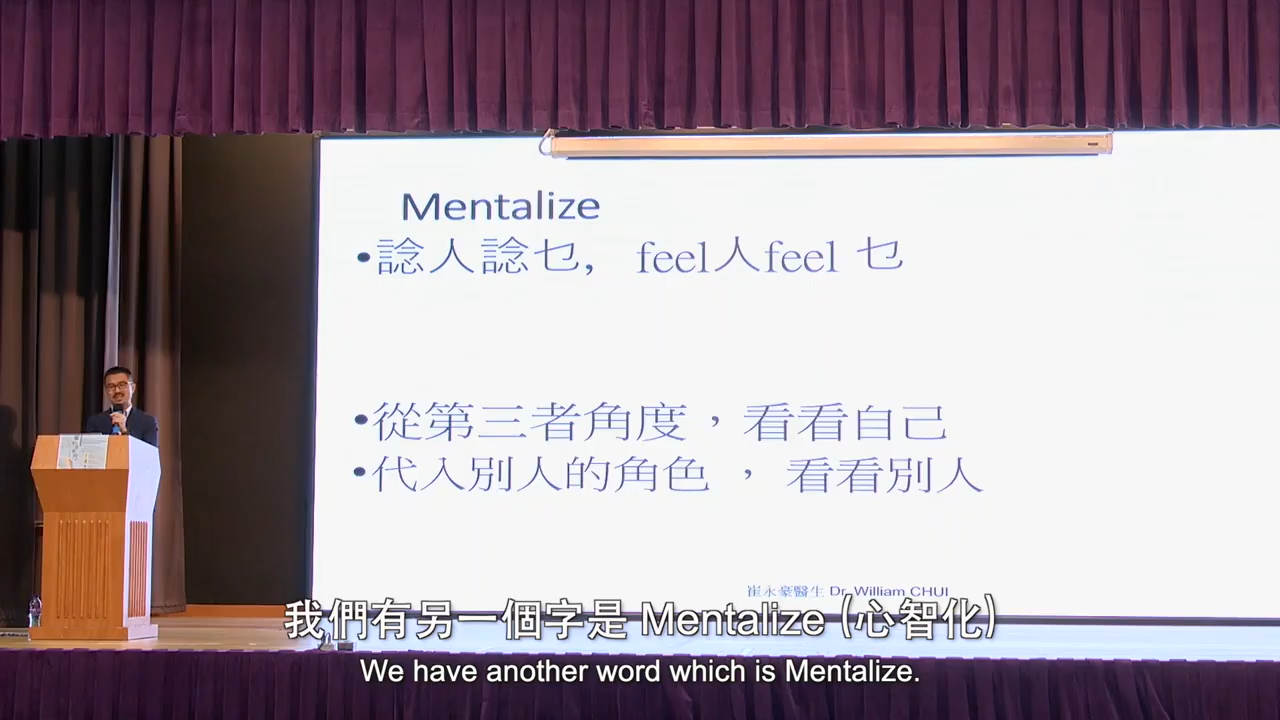 Mentalize
•諗人諗乜， feel人feel 乜
•從第三者角度，看看自己
•代入別人的角色 ， 看看別人
崔永豪醫生 Dr. William CHUI
我們有另一個字是 Mentalize (心智化)
We have another word which is Mentalize.